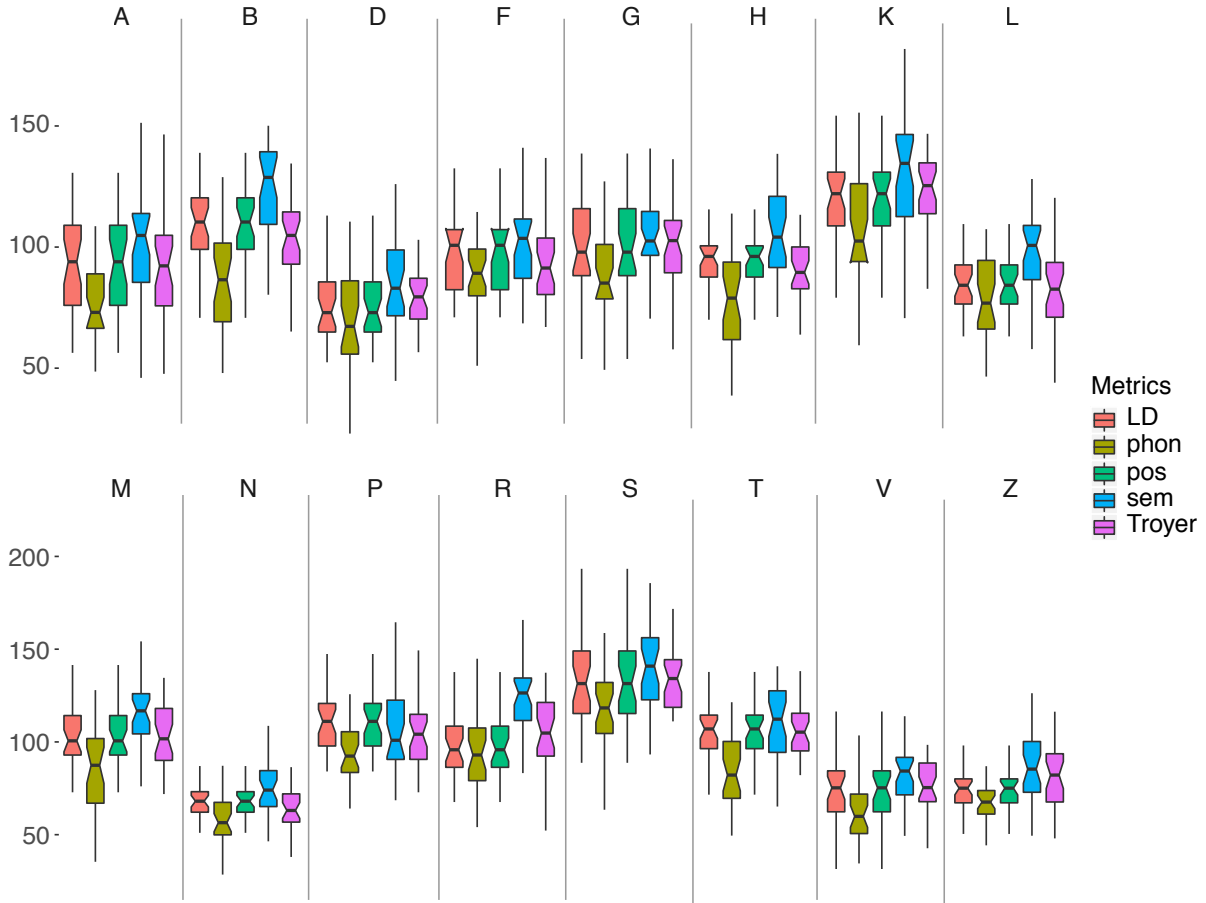 A B D F G H K L
150
100
50
Metrics
LD
phon
pos
sem
Troyer
M N P R S T V Z
200
150
100
50